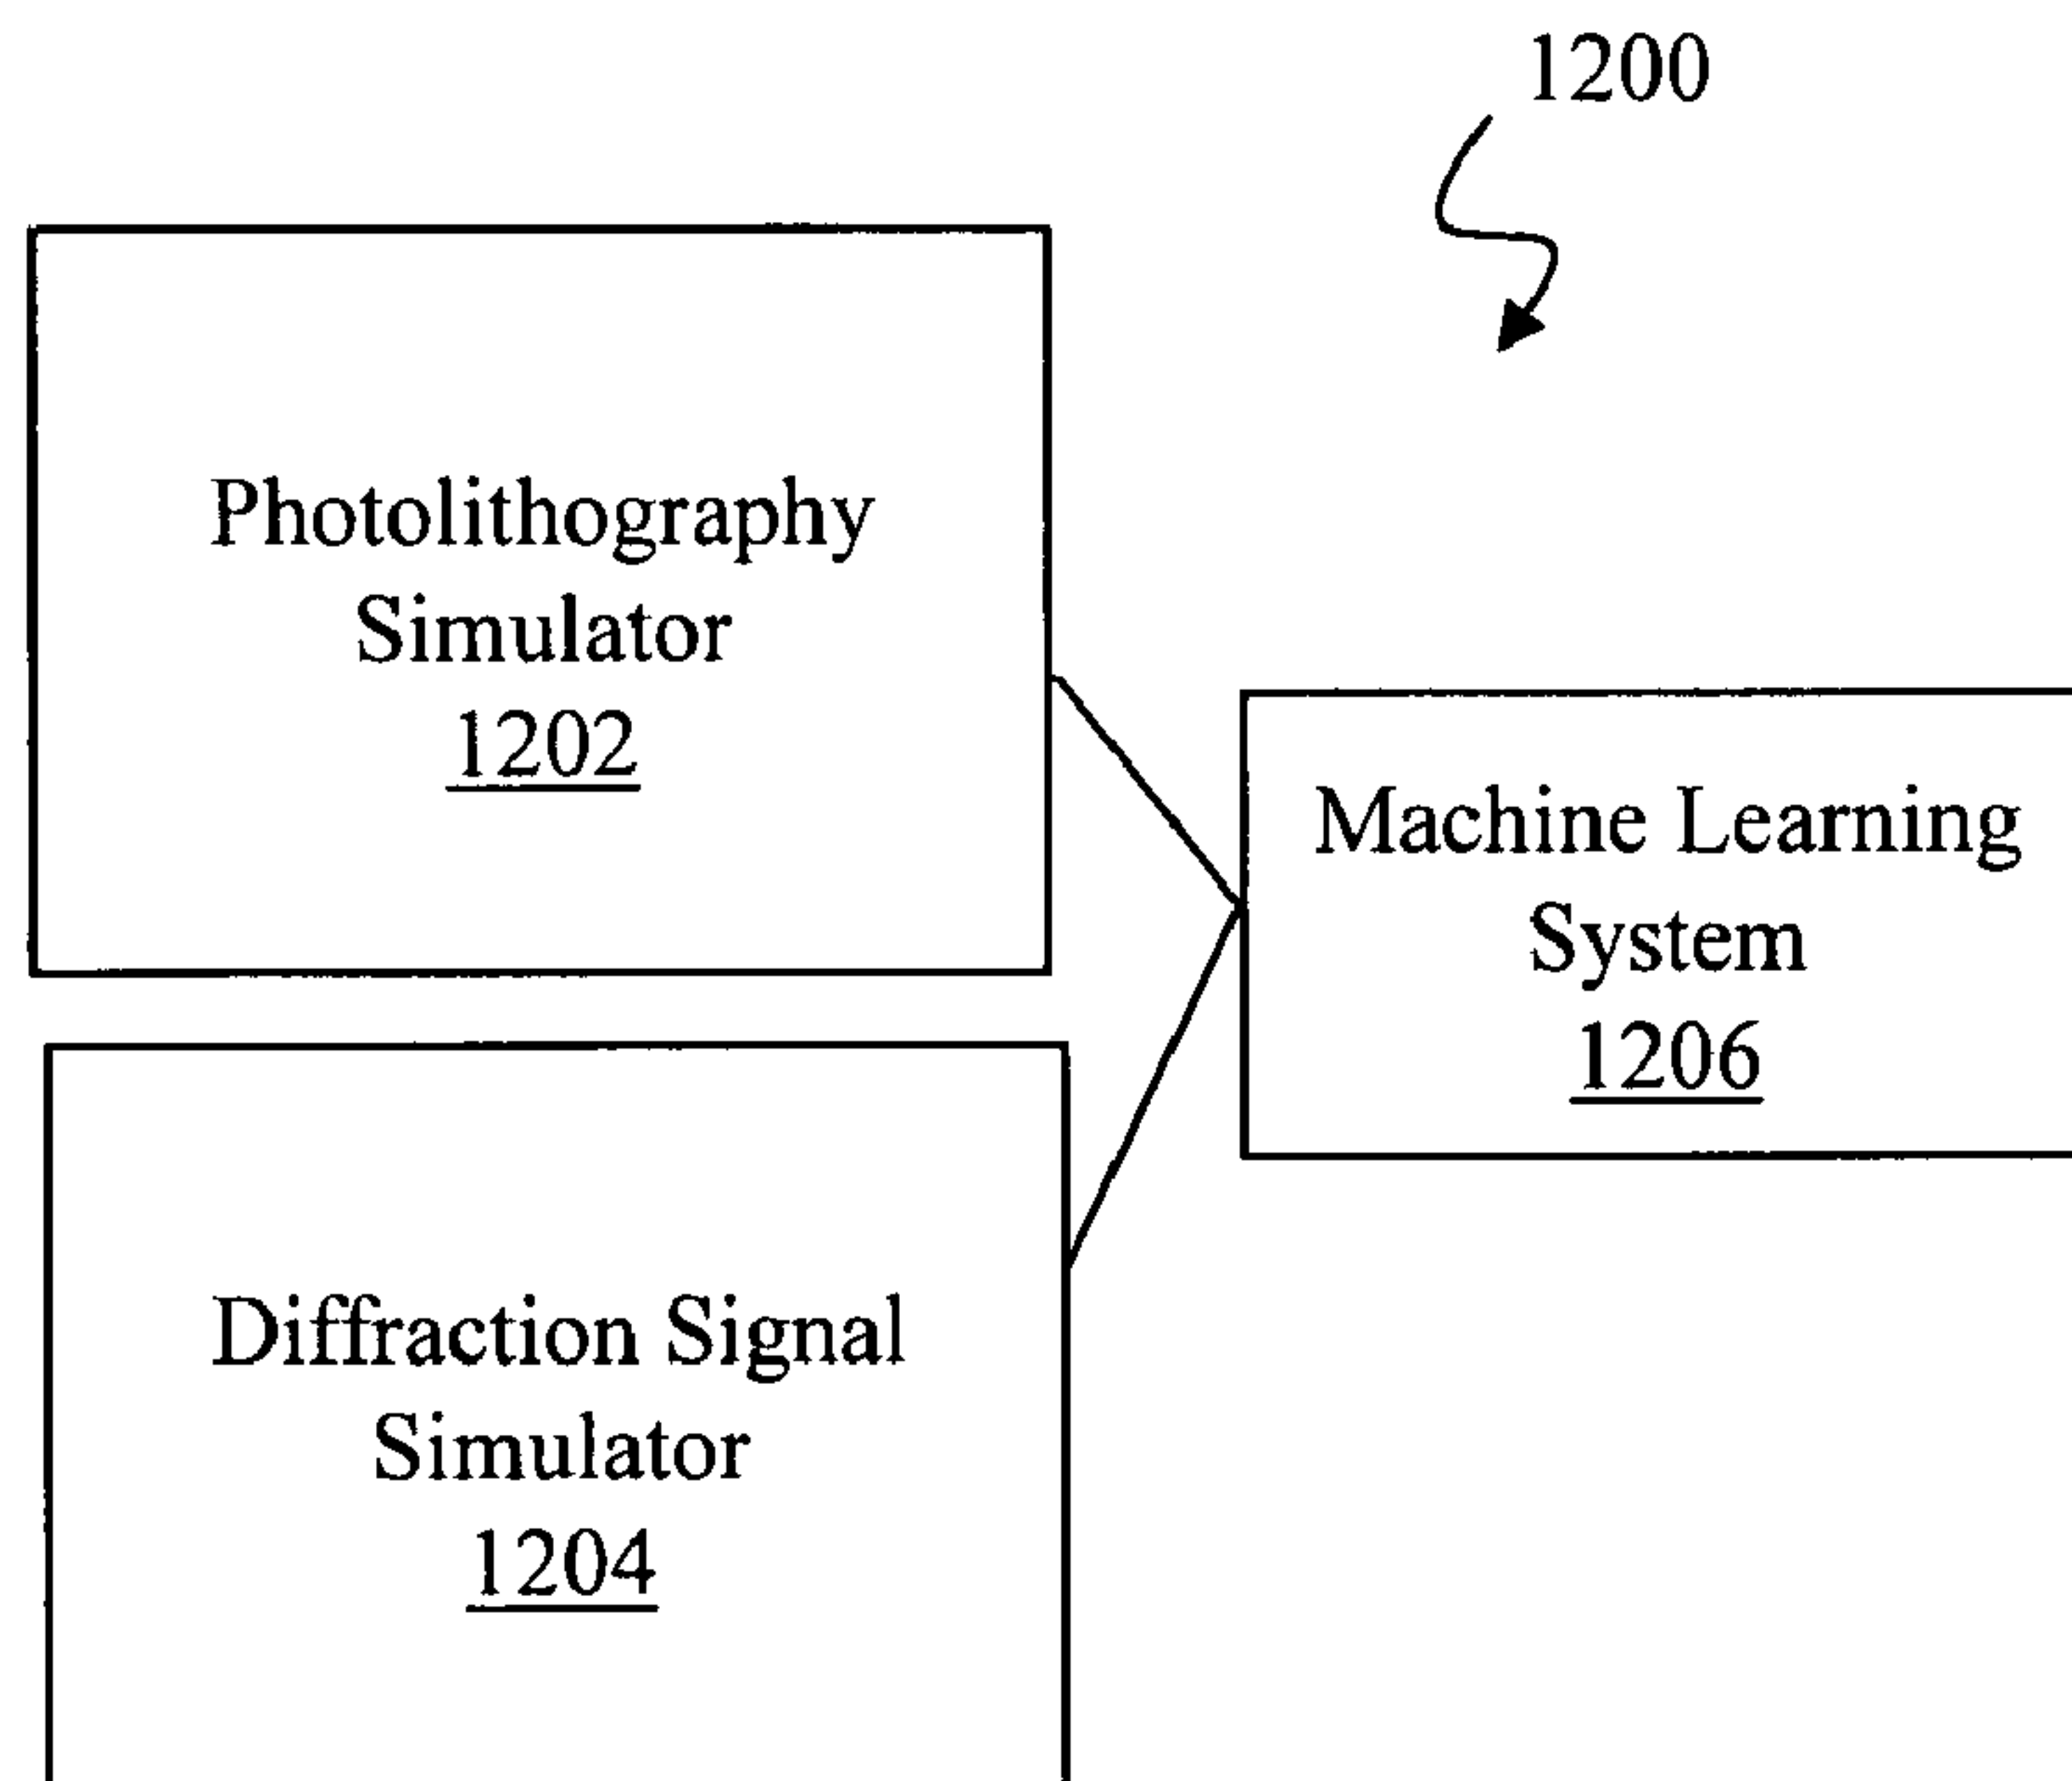 1200
Photolithography
Simulator
1202
Machine Learning
System
1206
Diffraction Signal
Simulator
1204